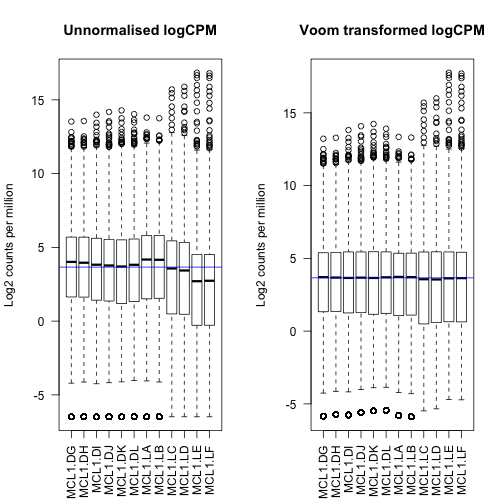 Unnormalised logCPM
Log2 counts per million
15
10
5
0
-5
MCL1.DG
MCL1.DH
MCL1.DI
MCL1.DJ
MCL1.DK
MCL1.DL
MCL1.LA
MCL1.LB
MCL1.LC
MCL1.LD
MCL1.LE
MCL1.LF
Voom transformed logCPM
Log2 counts per million
15
10
5
0
-5
MCL1.DG
MCL1.DH
MCL1.DI
MCL1.DJ
MCL1.DK
MCL1.DL
MCL1.LA
MCL1.LB
MCL1.LC
MCL1.LD
MCL1.LE
MCL1.LF